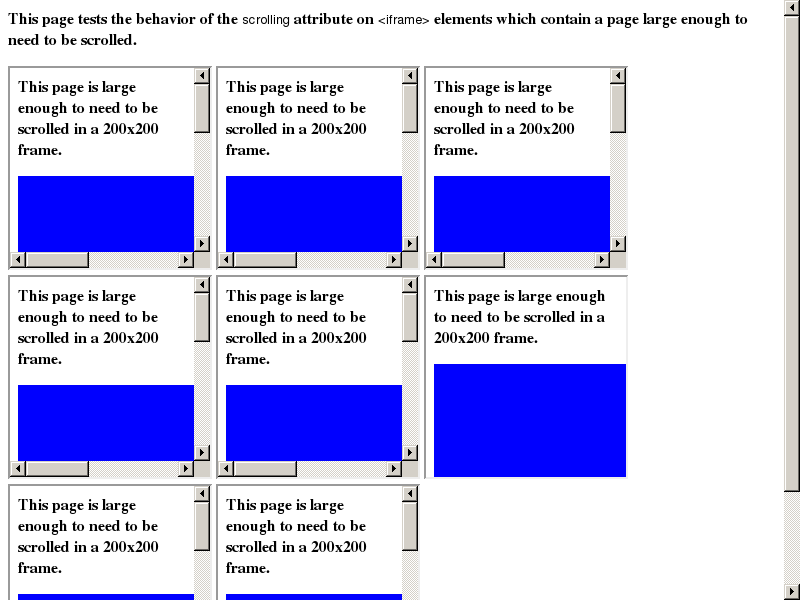 This page tests the behavior of the scrolling attribute on <iframe> elements which contain a page large enough to
need to be scrolled.
This page is large
enough to need to be
scrolled in a 200x200
frame.
This page is large
enough to need to be
scrolled in a 200x200
frame.
This page is large
enough to need to be
scrolled in a 200x200
frame.
This page is large
enough to need to be
scrolled in a 200x200
frame.
This page is large
enough to need to be
scrolled in a 200x200
frame.
This page is large enough
to need to be scrolled in a
200x200 frame.
This page is large
enough to need to be
scrolled in a 200x200
frame.
This page is large
enough to need to be
scrolled in a 200x200
frame.